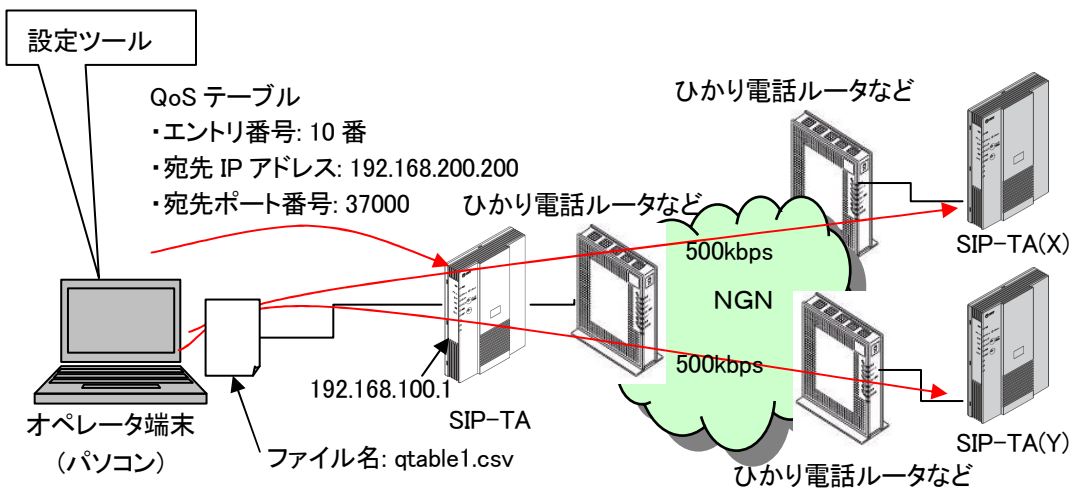 設定ツール
QoS テーブル
・エントリ番号: 10 番
・宛先 IP アドレス: 192.168.200.200
・宛先ポート番号: 37000
ひかり電話ルータなど
ひかり電話ルータなど
500kbps
NGN
500kbps
SIP-TA(X)
192.168.100.1
SIP-TA
オペレータ端末
(パソコン)
ファイル名: qtable1.csv
SIP-TA(Y)
ひかり電話ルータなど